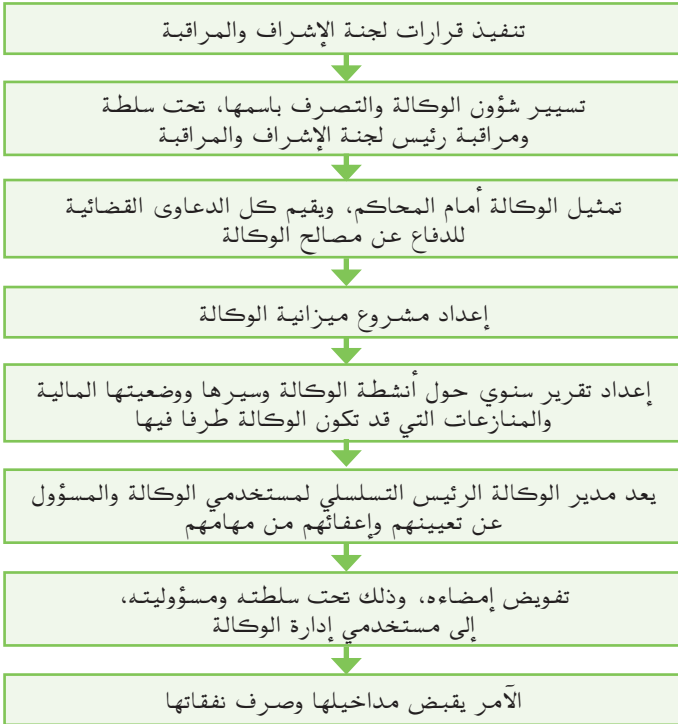 تنفيذ قرارات لجنة الإشراف والمراقبة
تسيير شؤون الوكالة والتصرف باسمها، تحت سلطة
ومراقبة رئيس لجنة الإشراف والمراقبة
تمثيل الوكالة أمام المحاكم، ويقيم كل الدعاوى القضائية
للدفاع عن مصالح الوكالة
إعداد مشروع ميزانية الوكالة
إعداد تقرير سنوي حول أنشطة الوكالة وسيرها ووضعيتها المالية
والمنازعات التي قد تكون الوكالة طرفا فيها
يعد مدير الوكالة الرئيس التسلسلي لمستخدمي الوكالة والمسؤول
عن تعيينهم وإعفائهم من مهامهم
تفويض إمضاءه، وذلك تحت سلطته ومسؤوليته،
إلى مستخدمي إدارة الوكالة
الآمر يقبض مداخيلها وصرف نفقاتها